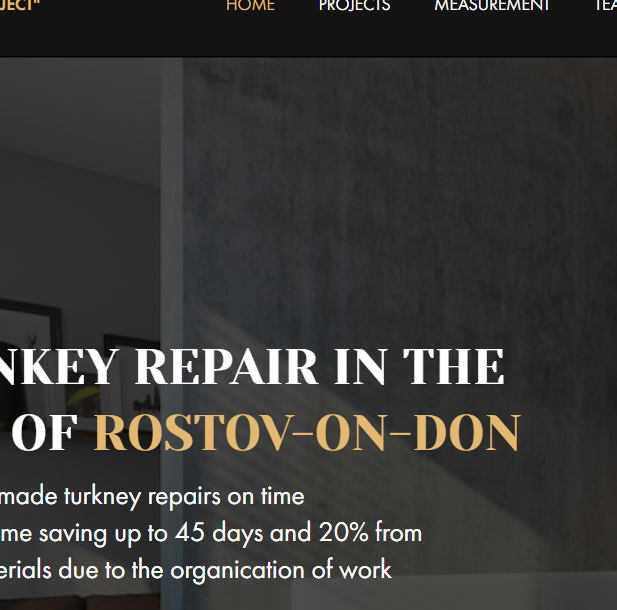 JECT" HOME PROJECTS MEASUREMENT TEA
NKEY REPAIR IN THE
OF ROSTOV-ON-DON
made turkney repairs on time
me saving up to 45 days and 20% from
erials due to the organication of work